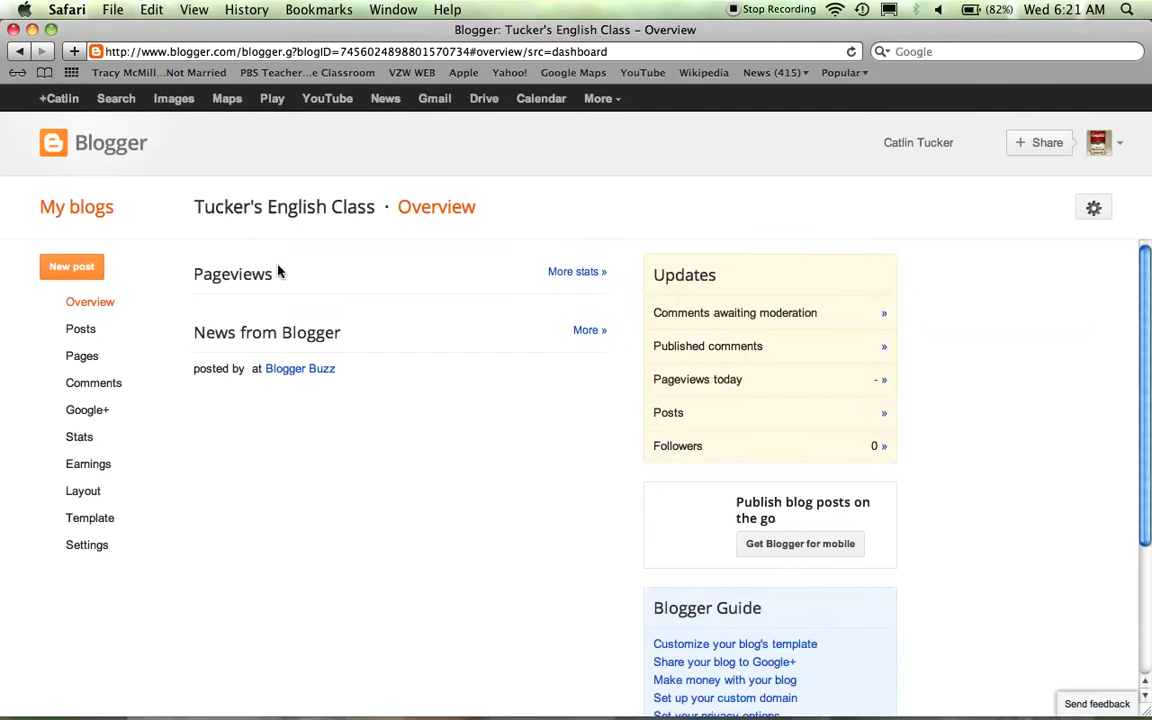 Safari File Edit View History Bookmarks Window Help Stop Recording (82%) Wed 6:21 AM
Blogger: Tucker's English Class – Overview
http://www.blogger.com/blogger.g?blogID=7456024898801570734#overview/src=dashboard Google
Tracy McMill...Not Married PBS Teacher...e Classroom VZW WEB Apple Yahoo! Google Maps YouTube Wikipedia News (415) Popular
+Catlin Search Images Maps Play YouTube News Gmail Drive Calendar More
Blogger Catlin Tucker + Share
My blogs Tucker's English Class · Overview
New post
Overview
Posts
Pages
Comments
Google+
Stats
Earnings
Layout
Template
Settings
Pageviews More stats »
News from Blogger More »
posted by at Blogger Buzz
Updates
Comments awaiting moderation »
Published comments »
Pageviews today - »
Posts »
Followers 0 »
Publish blog posts on
the go
Get Blogger for mobile
Blogger Guide
Customize your blog's template
Share your blog to Google+
Make money with your blog
Set up your custom domain
Set your privacy options
Send feedback